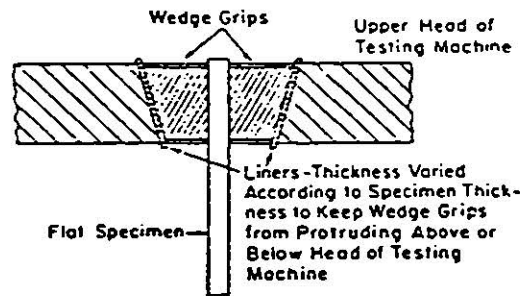 Wedge Grips
Upper Head of
Testing Machine
Liners-Thickness Varied
According to Specimen Thick-
ness to Keep Wedge Grips
from Protruding Above or
Below Head of Testing
Machine
Flat Specimen